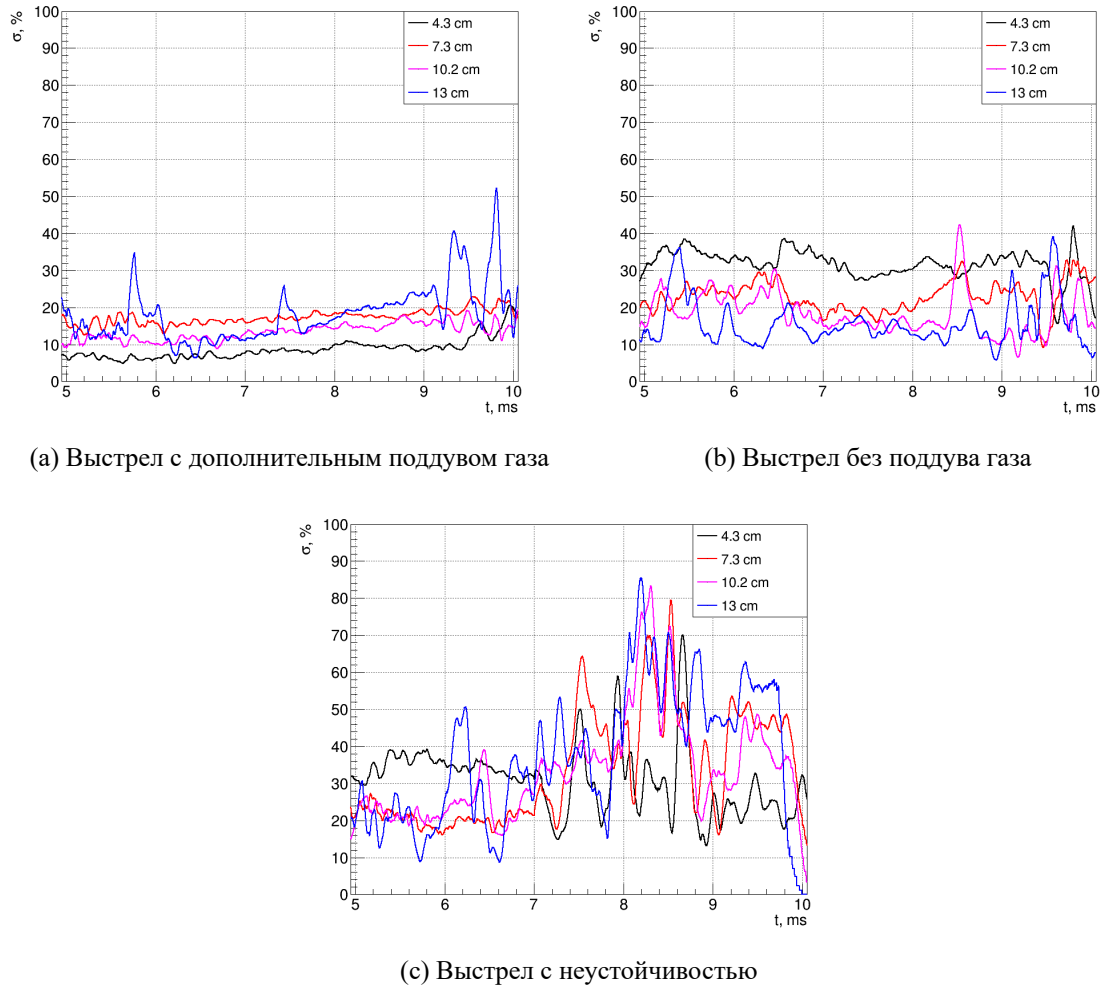 σ, %
100
90
80
70
60
50
40
30
20
10
0
5 6 7 8 9 10
t, ms
4.3 cm
7.3 cm
10.2 cm
13 cm
σ, %
100
90
80
70
60
50
40
30
20
10
0
5 6 7 8 9 10
t, ms
4.3 cm
7.3 cm
10.2 cm
13 cm
(a) Выстрел с дополнительным поддувом газа
(b) Выстрел без поддува газа
σ, %
100
90
80
70
60
50
40
30
20
10
0
5 6 7 8 9 10
t, ms
4.3 cm
7.3 cm
10.2 cm
13 cm
(c) Выстрел с неустойчивостью